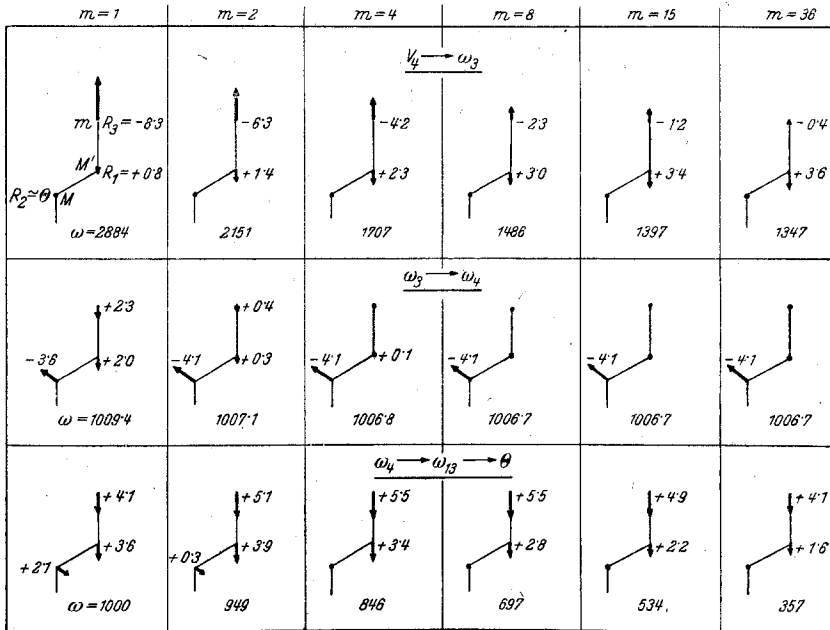 m=1 m=2 m=4 m=8 m=15 m=36
V₄ → ω₃
m R₃=-8·3 -6·3 -4·2 -2·3 -1·2 -0·4
M′ R₁=+0·8 +1·4 +2·3 +3·0 +3·4 +3·6
R₂≃Θ M
ω=2884 2151 1707 1486 1397 1347
ω₃ → ω₄
+2·3 +0·4
-3·6 +2·0 -4·1 +0·3 -4·1 +0·1 -4·1 -4·1 -4·1
ω=1009·4 1007·1 1006·8 1006·7 1006·7 1006·7
ω₄ → ω₁₃ → Θ
+4·1 +5·1 +5·5 +5·5 +4·9 +4·1
+3·6 +3·9 +3·4 +2·8 +2·2 +1·6
+2·1 +0·3
ω=1000 949 846 697 534 357